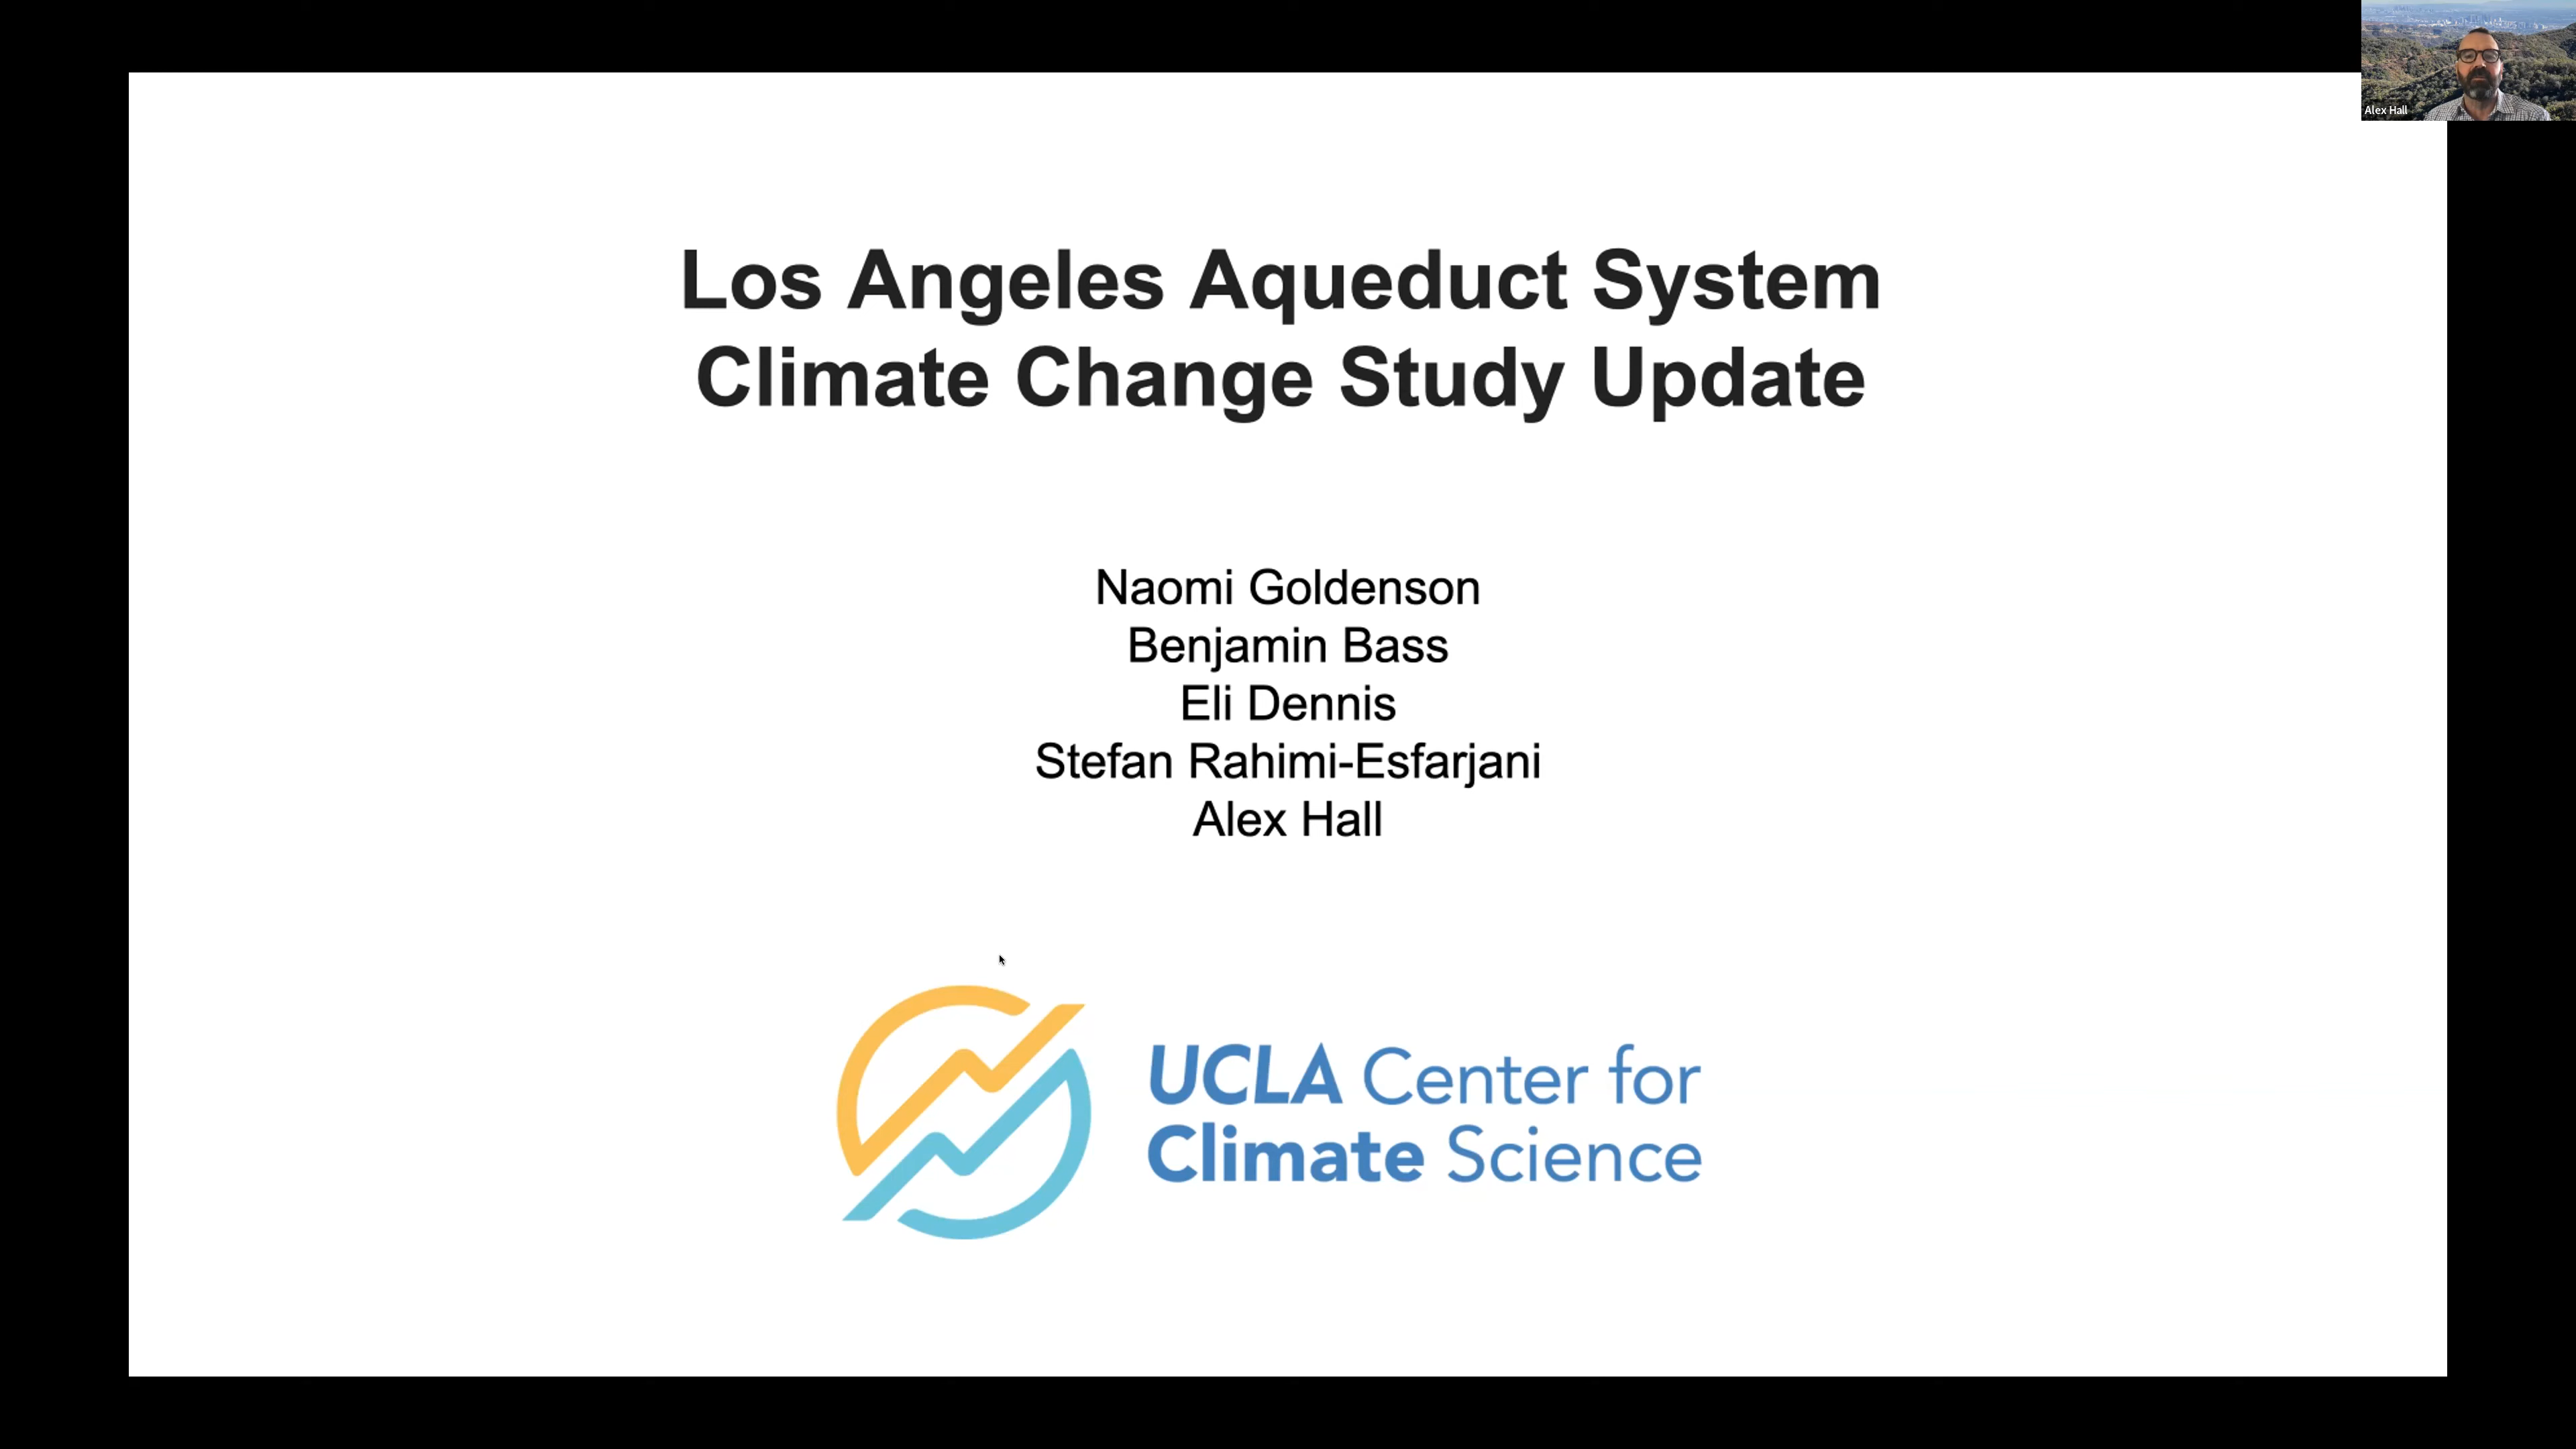 Alex Hall
Los Angeles Aqueduct System
Climate Change Study Update
Naomi Goldenson
Benjamin Bass
Eli Dennis
Stefan Rahimi-Esfarjani
Alex Hall
UCLA Center for
Climate Science